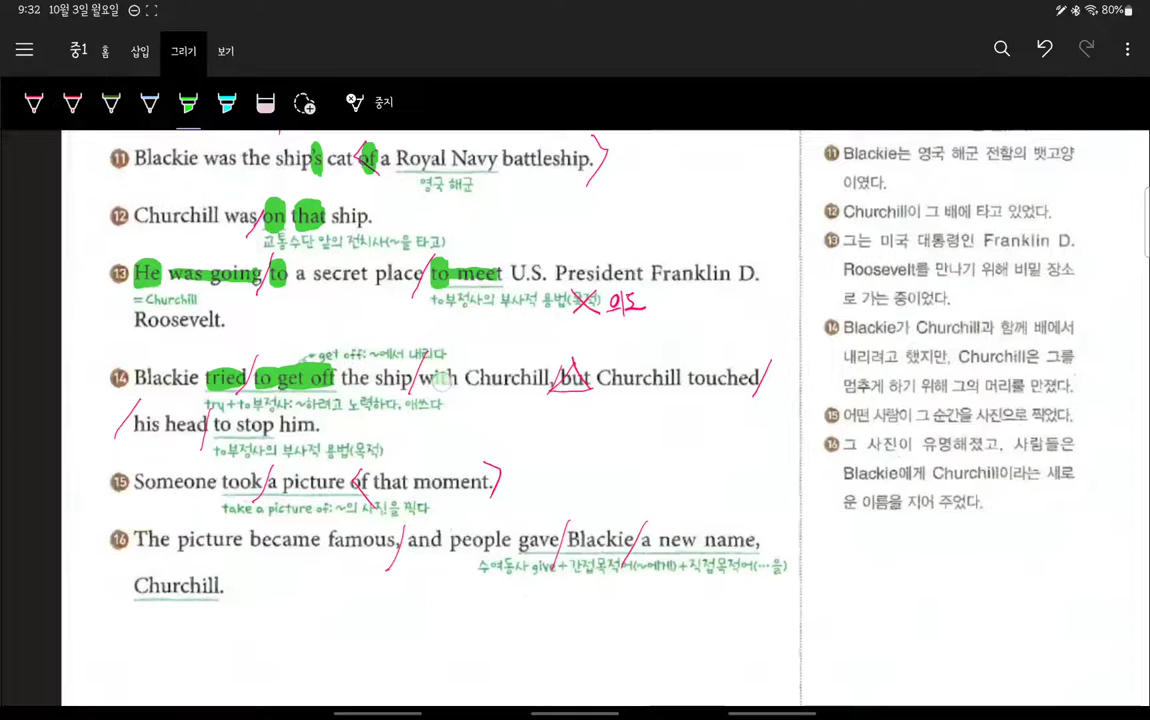 9:32 10월 3일 월요일 80%
중1 홈 삽입 그리기 보기
중지
⑪ Blackie was the ship's cat of a Royal Navy battleship.
영국 해군
⑫ Churchill was on that ship.
교통수단 앞의 전치사(~을 타고)
⑬ He was going to a secret place to meet U.S. President Franklin D.
= Churchill to부정사의 부사적 용법(목적) 의도
Roosevelt.
get off: ~에서 내리다
⑭ Blackie tried to get off the ship with Churchill, but Churchill touched
try+to부정사: ~하려고 노력하다, 애쓰다
his head to stop him.
to부정사의 부사적 용법(목적)
⑮ Someone took a picture of that moment.
take a picture of: ~의 사진을 찍다
⑯ The picture became famous, and people gave Blackie a new name,
수여동사 give+간접목적어(~에게)+직접목적어(…을)
Churchill.
⑪ Blackie는 영국 해군 전함의 뱃고양
이였다.
⑫ Churchill이 그 배에 타고 있었다.
⑬ 그는 미국 대통령인 Franklin D.
Roosevelt를 만나기 위해 비밀 장소
로 가는 중이었다.
⑭ Blackie가 Churchill과 함께 배에서
내리려고 했지만, Churchill은 그를
멈추게 하기 위해 그의 머리를 만졌다.
⑮ 어떤 사람이 그 순간을 사진으로 찍었다.
⑯ 그 사진이 유명해졌고, 사람들은
Blackie에게 Churchill이라는 새로
운 이름을 지어 주었다.